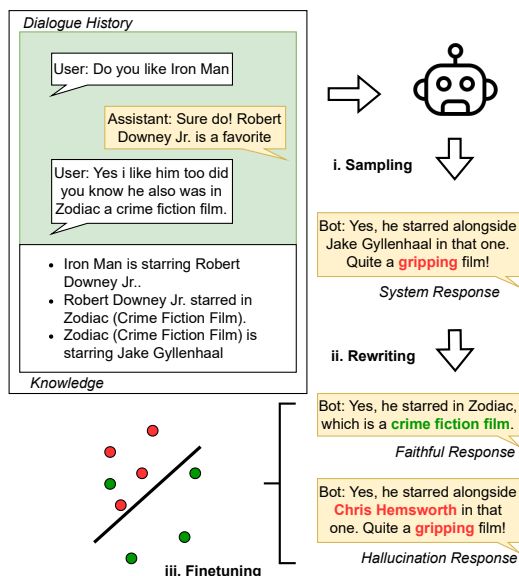 Dialogue History
User: Do you like Iron Man
Assistant: Sure do! Robert
Downey Jr. is a favorite
User: Yes i like him too did
you know he also was in
Zodiac a crime fiction film.
• Iron Man is starring Robert
Downey Jr..
• Robert Downey Jr. starred in
Zodiac (Crime Fiction Film).
• Zodiac (Crime Fiction Film) is
starring Jake Gyllenhaal
Knowledge
i. Sampling
Bot: Yes, he starred alongside
Jake Gyllenhaal in that one.
Quite a gripping film!
System Response
ii. Rewriting
Bot: Yes, he starred in Zodiac,
which is a crime fiction film.
Faithful Response
Bot: Yes, he starred alongside
Chris Hemsworth in that
one. Quite a gripping film!
Hallucination Response
iii. Finetuning